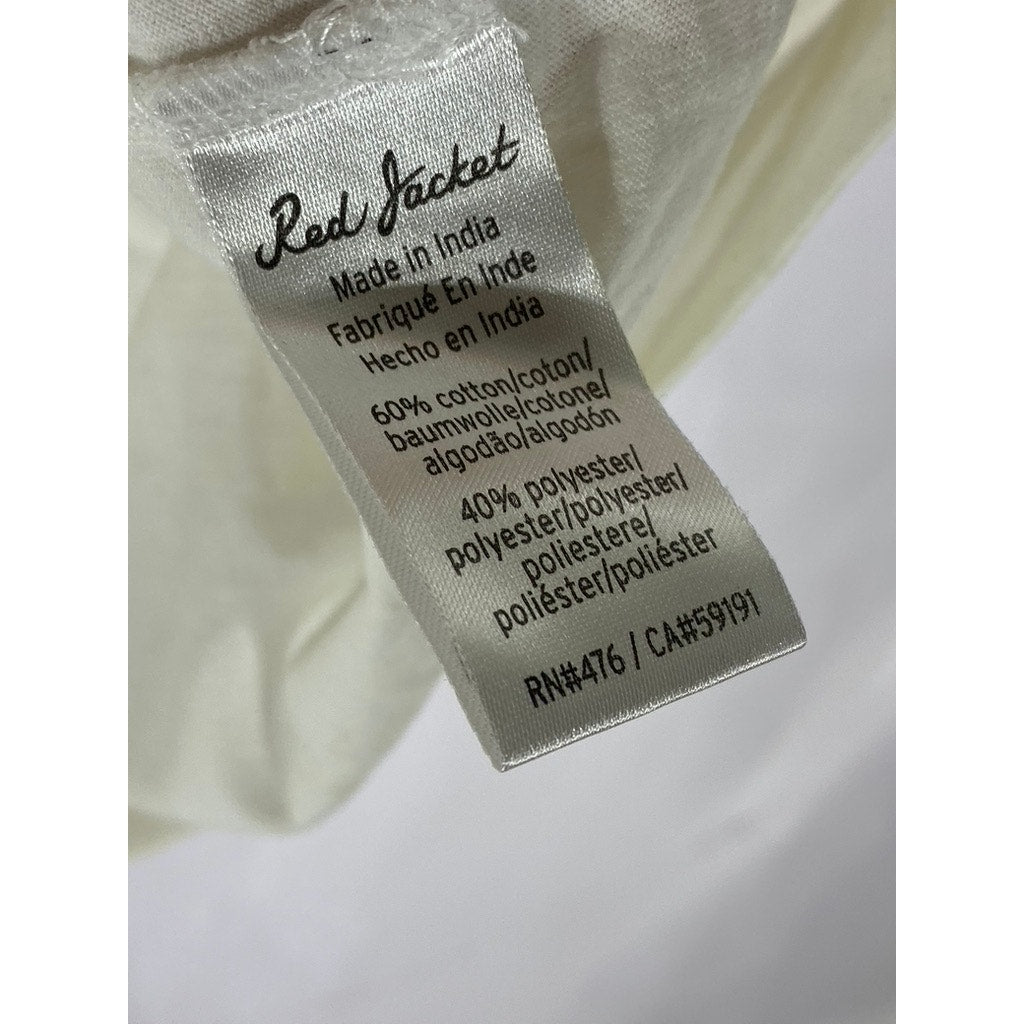 Red Jacket
Made in India
Fabriqué En Inde
Hecho en India
60% cotton/coton/
baumwolle/cotone/
algodão/algodón
40% polyester/
polyester/polyester/
poliestere/
poliéster/poliéster
RN#476 / CA#59191